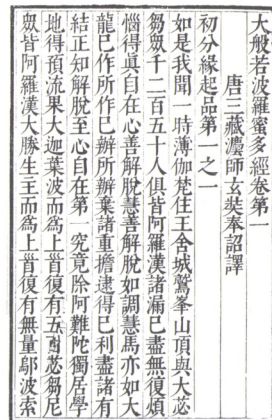 大般若波羅蜜多經卷第一
唐三藏灋師玄奘奉詔譯
初分緣起品第一之一
如是我聞一時薄伽梵住王舍城鷲峯山頂與大苾
芻衆千二百五十人俱皆阿羅漢諸漏已盡無復煩
惱得眞自在心善解脫慧善解脫如調慧馬亦如大
龍已作所作已辦所辦棄諸重擔逮得已利盡諸有
結正知解脫至心自在第 究竟除阿難陀獨居學
地得預流果大迦葉波而爲上首復有五百苾芻尼
衆皆阿羅漢大勝生主而爲上首復有無量鄔波索